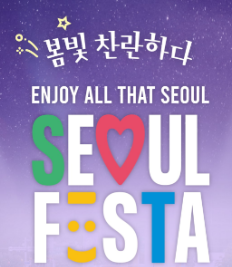 봄빛 찬란하다
ENJOY ALL THAT SEOUL
SEOUL
FESTA